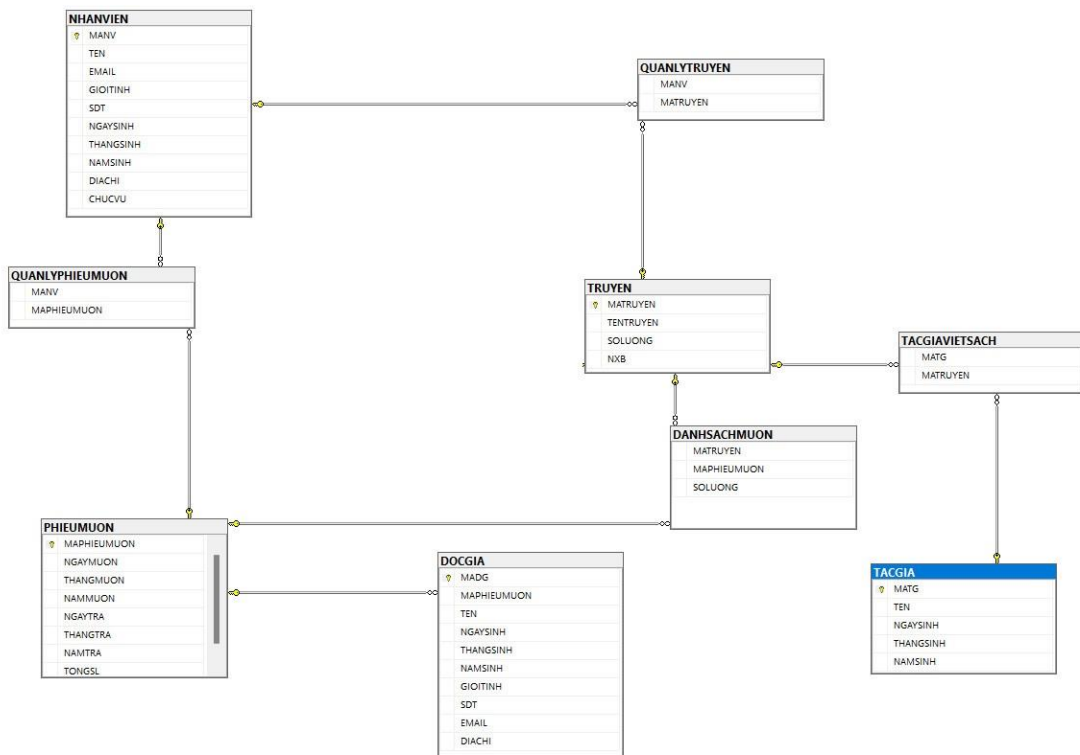 NHANVIEN
MANV
TEN
EMAIL
GIOITINH
SDT
NGAYSINH
THANGSINH
NAMSINH
DIACHI
CHUCVU
QUANLYTRUYEN
MANV
MATRUYEN
QUANLYPHIEUMUON
MANV
MAPHIEUMUON
TRUYEN
MATRUYEN
TENTRUYEN
SOLUONG
NXB
TACGIAVIETSACH
MATG
MATRUYEN
DANHSACHMUON
MATRUYEN
MAPHIEUMUON
SOLUONG
PHIEUMUON
MAPHIEUMUON
NGAYMUON
THANGMUON
NAMMUON
NGAYTRA
THANGTRA
NAMTRA
TONGSL
DOCGIA
MADG
MAPHIEUMUON
TEN
NGAYSINH
THANGSINH
NAMSINH
GIOITINH
SDT
EMAIL
DIACHI
TACGIA
MATG
TEN
NGAYSINH
THANGSINH
NAMSINH